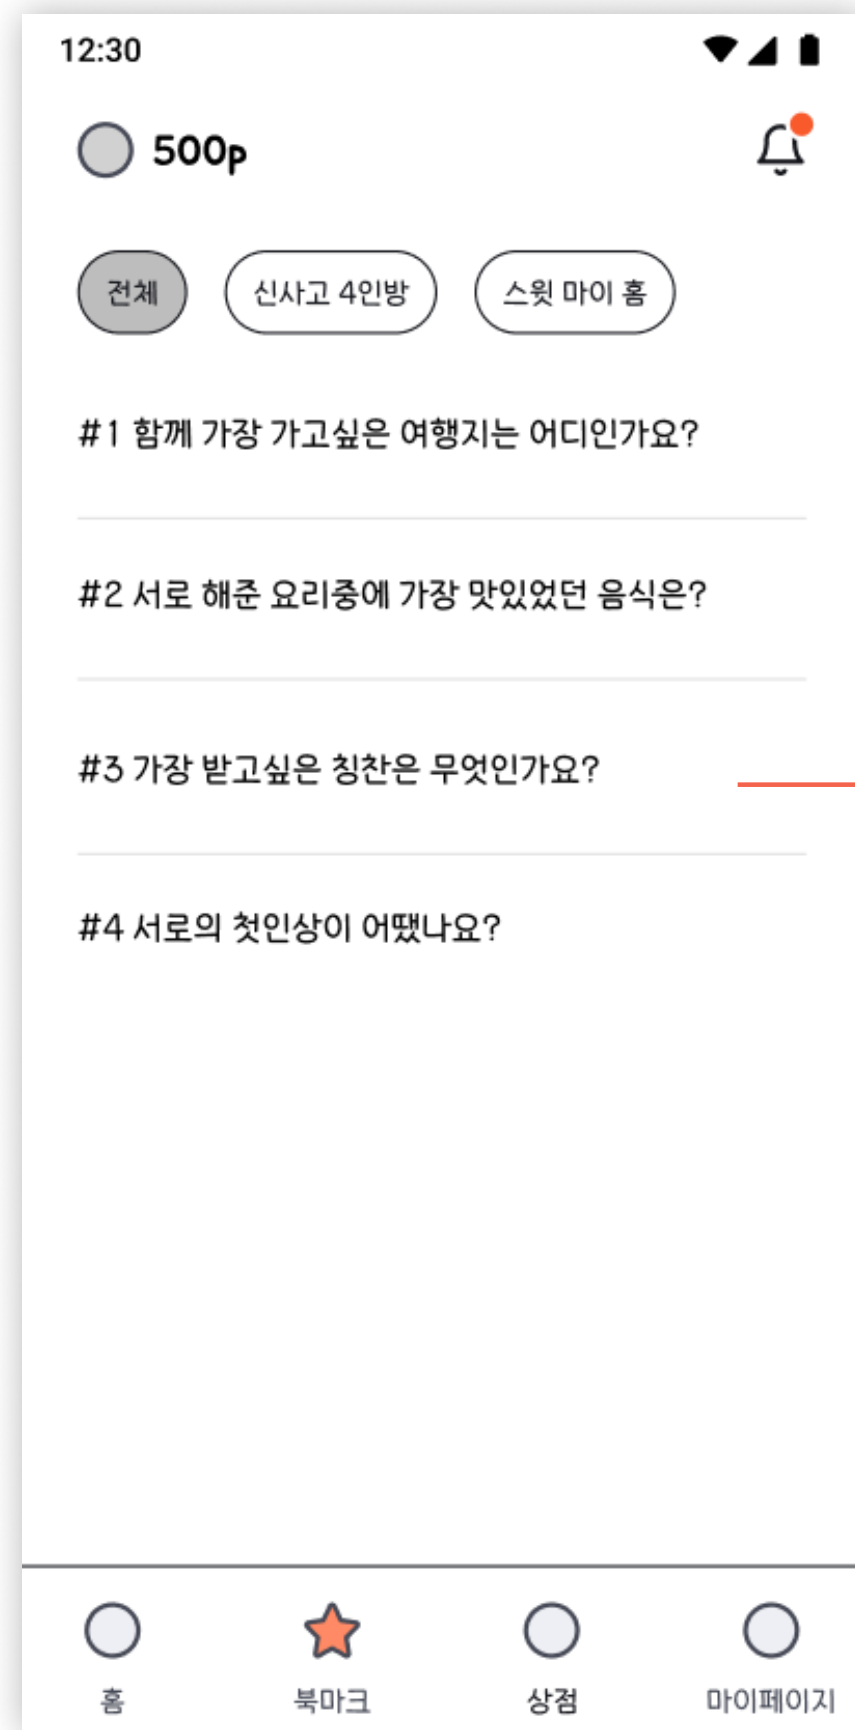 12:30
500p
전체 신사고 4인방 스윗 마이 홈
#1 함께 가장 가고싶은 여행지는 어디인가요?
#2 서로 해준 요리중에 가장 맛있었던 음식은?
#3 가장 받고싶은 칭찬은 무엇인가요?
#4 서로의 첫인상이 어땠나요?
홈 북마크 상점 마이페이지